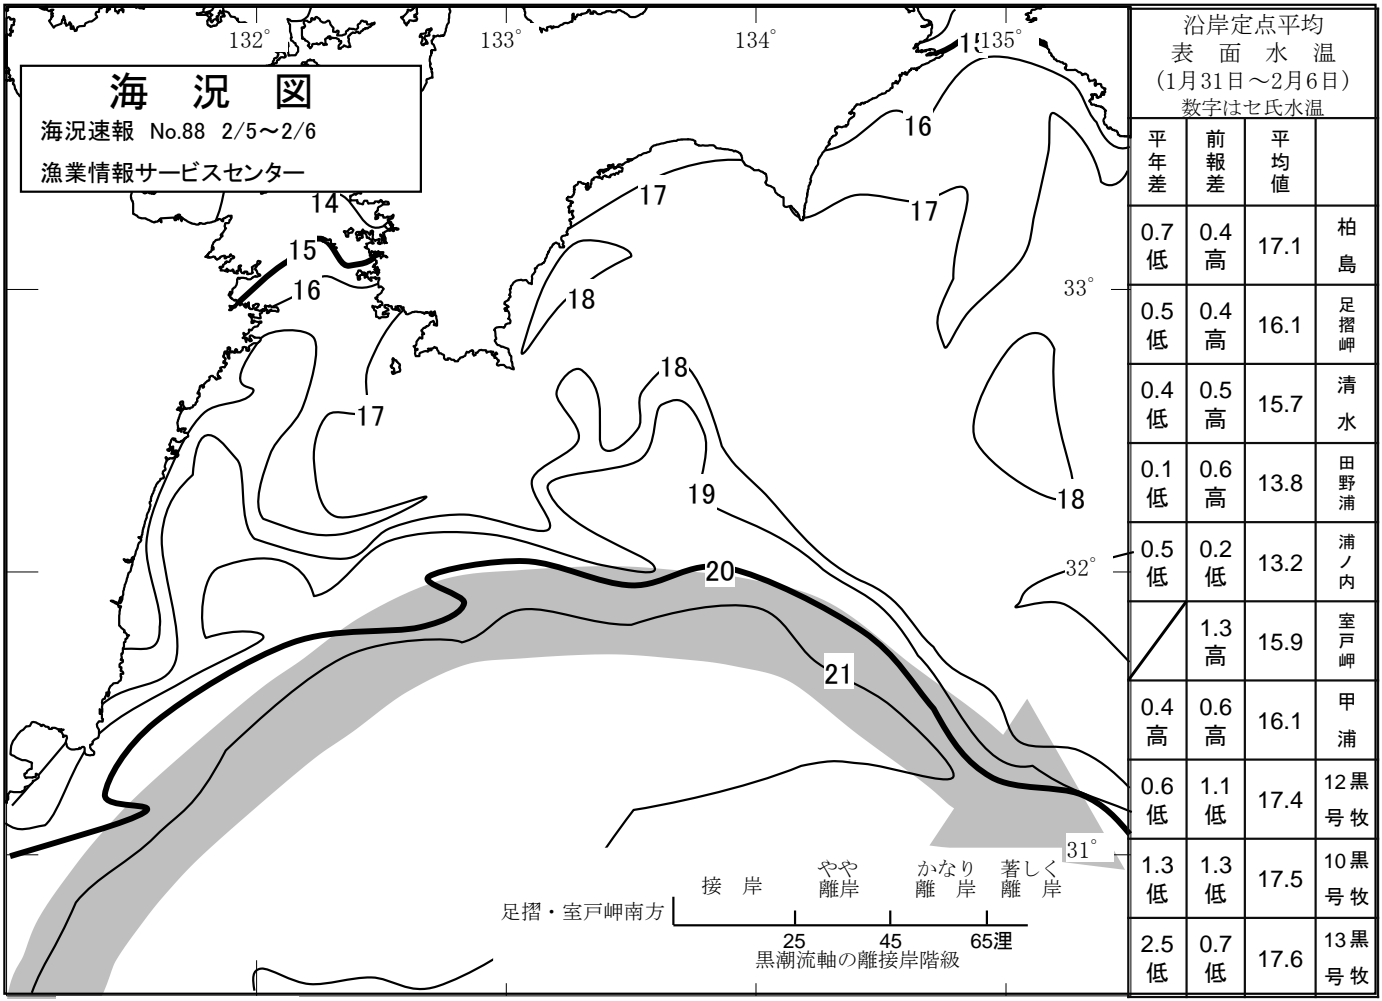 132°
133°
134°
15
135°
海況図
海況速報 No.88 2/5～2/6
漁業情報サービスセンター
16
14
17
17
15
16
18
33°
18
17
19
18
20
32°
21
31°
接岸 やや離岸 かなり離岸 著しく離岸
足摺・室戸岬南方
25 45 65浬
黒潮流軸の離接岸階級
沿岸定点平均
表面水温
(1月31日～2月6日)
数字はセ氏水温
平年差 前報差 平均値
0.7低 0.4高 17.1 柏島
0.5低 0.4高 16.1 足摺岬
0.4低 0.5高 15.7 清水
0.1低 0.6高 13.8 田野浦
0.5低 0.2低 13.2 浦ノ内
1.3高 15.9 室戸岬
0.4高 0.6高 16.1 甲浦
0.6低 1.1低 17.4 黒牧12号
1.3低 1.3低 17.5 黒牧10号
2.5低 0.7低 17.6 黒牧13号